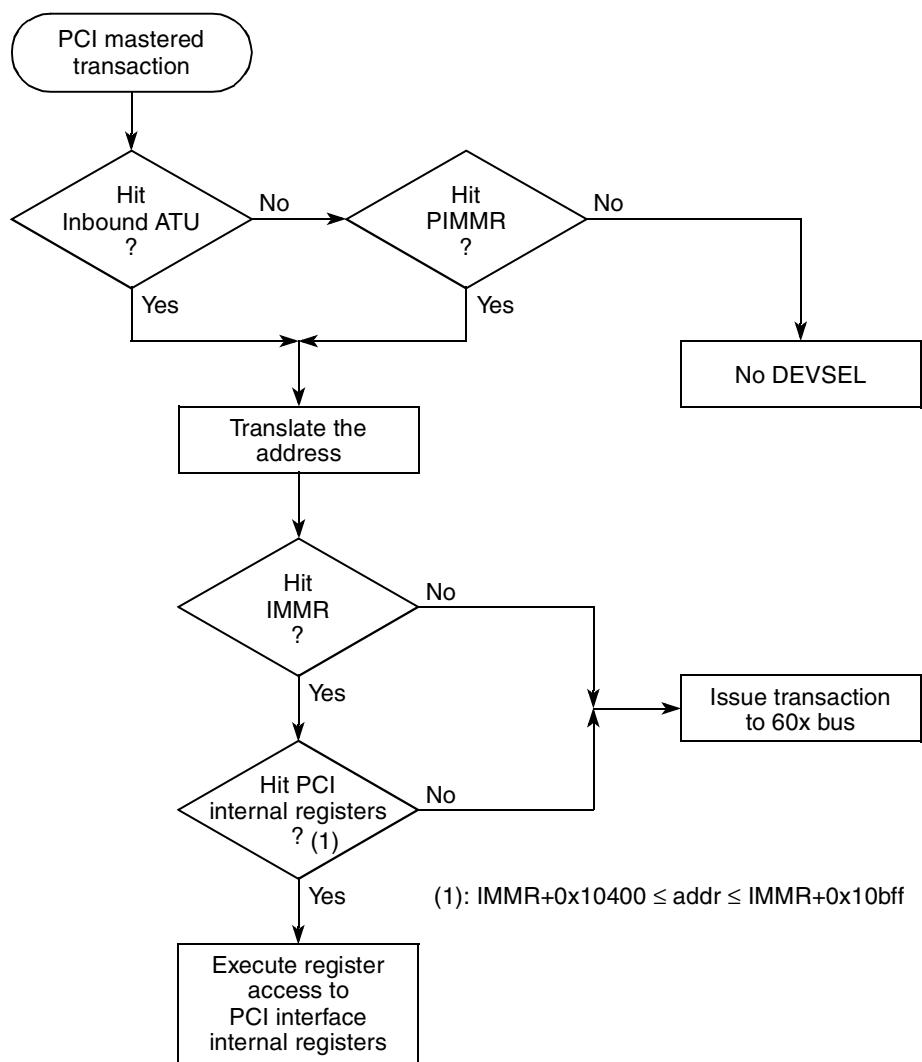 PCI mastered
transaction
Hit
Inbound ATU
?
No
Hit
PIMMR
?
No
Yes
Yes
No DEVSEL
Translate the
address
Hit
IMMR
?
No
Yes
Issue transaction
to 60x bus
Hit PCI
internal registers
? (1)
No
Yes
(1): IMMR+0x10400 ≤ addr ≤ IMMR+0x10bff
Execute register
access to
PCI interface
internal registers